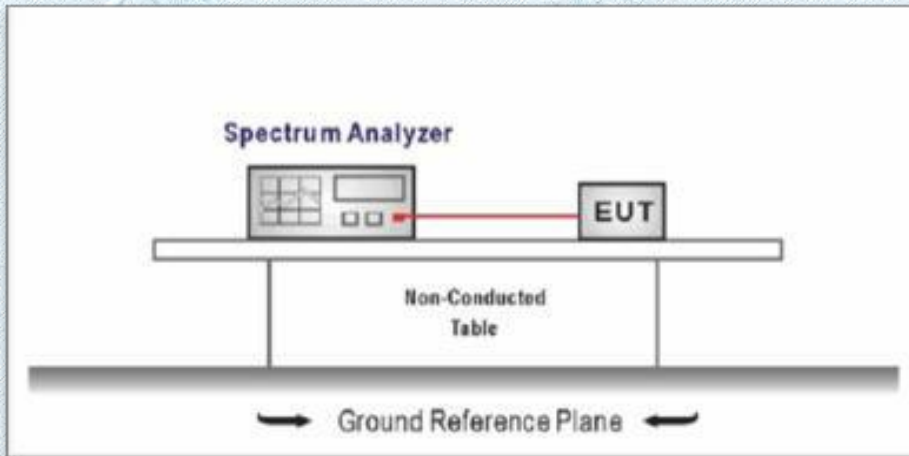 Spectrum Analyzer
EUT
Non-Conducted
Table
Ground Reference Plane